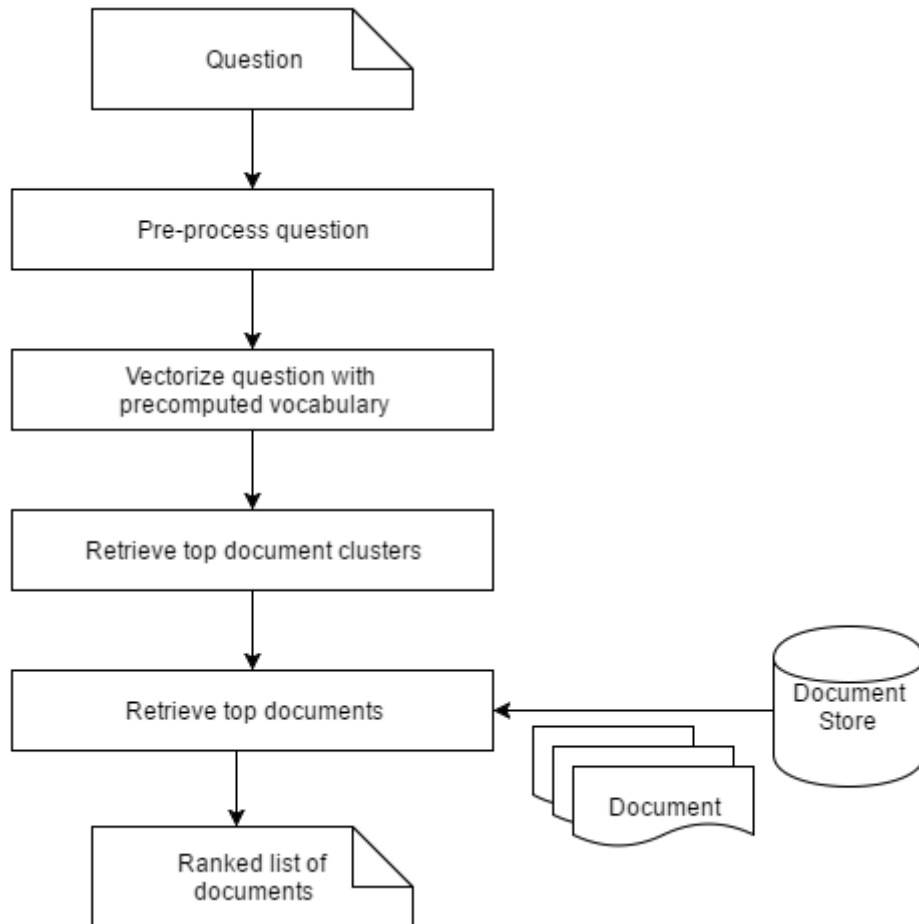 Question
Pre-process question
Vectorize question with
precomputed vocabulary
Retrieve top document clusters
Retrieve top documents
Document
Store
Document
Ranked list of
documents